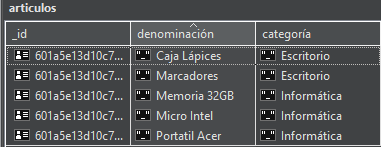 articulos
_id denominación categoría
601a5e13d10c7... Caja Lápices Escritorio
601a5e13d10c7... Marcadores Escritorio
601a5e13d10c7... Memoria 32GB Informática
601a5e13d10c7... Micro Intel Informática
601a5e13d10c7... Portatil Acer Informática